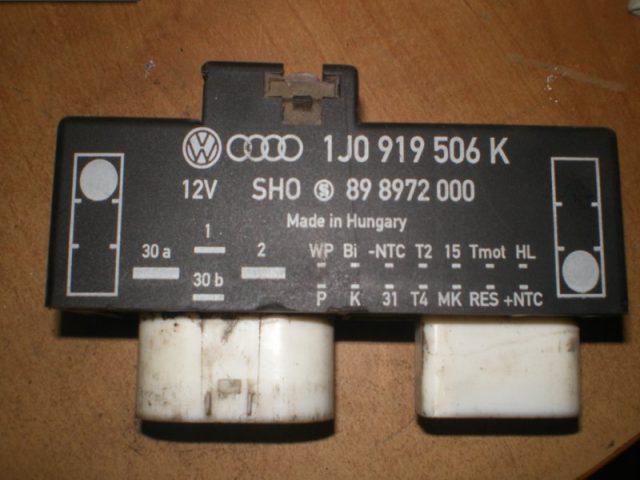 1J0 919 506 K
12V SHO S 89 8972 000
Made in Hungary
1
30 a 2 WP Bi -NTC T2 15 Tmot HL
30 b P K 31 T4 MK RES +NTC